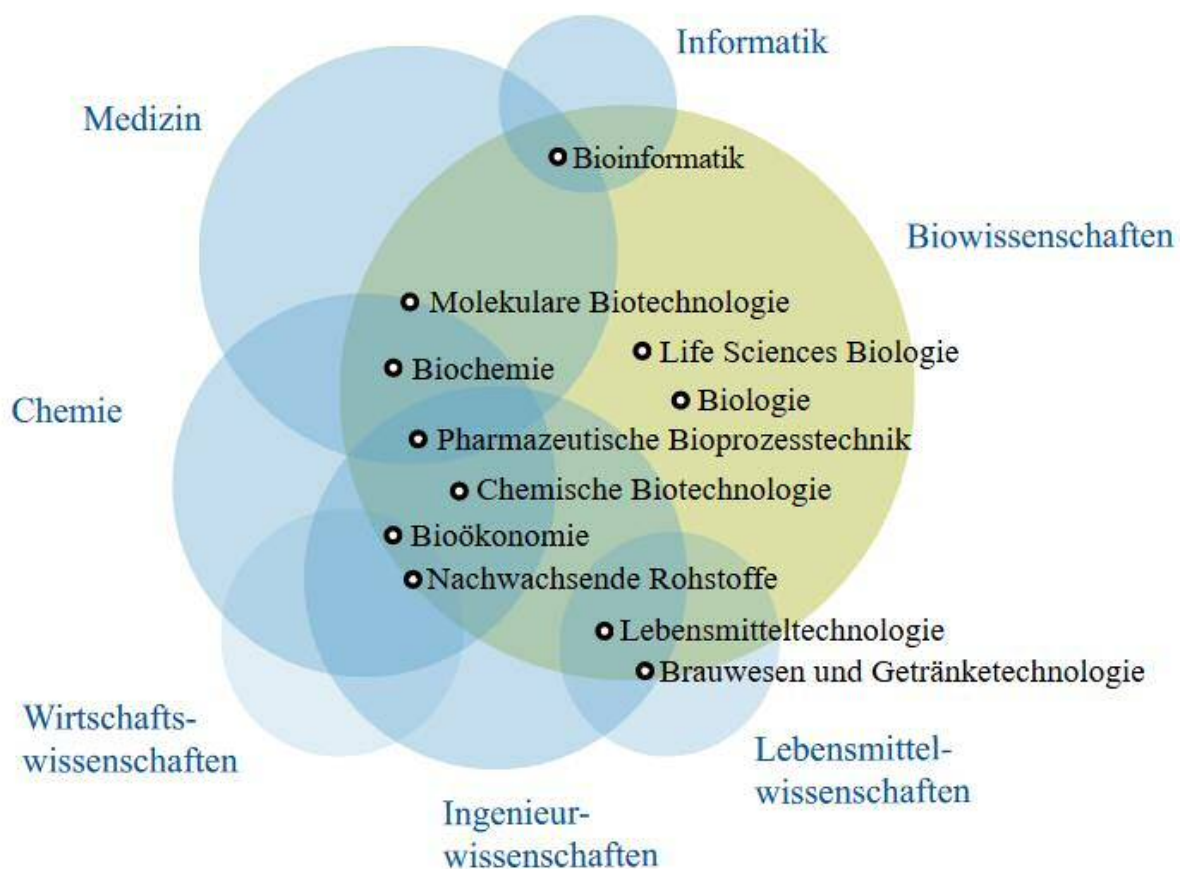 Informatik
Medizin
Bioinformatik
Biowissenschaften
Molekulare Biotechnologie
Life Sciences Biologie
Biochemie
Biologie
Chemie
Pharmazeutische Bioprozesstechnik
Chemische Biotechnologie
Bioökonomie
Nachwachsende Rohstoffe
Lebensmitteltechnologie
Brauwesen und Getränketechnologie
Wirtschafts-
wissenschaften
Lebensmittel-
wissenschaften
Ingenieur-
wissenschaften